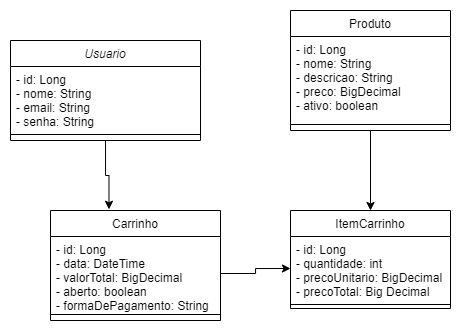 Produto
- id: Long
- nome: String
- descricao: String
- preco: BigDecimal
- ativo: boolean
Usuario
- id: Long
- nome: String
- email: String
- senha: String
Carrinho
- id: Long
- data: DateTime
- valorTotal: BigDecimal
- aberto: boolean
- formaDePagamento: String
ItemCarrinho
- id: Long
- quantidade: int
- precoUnitario: BigDecimal
- precoTotal: Big Decimal